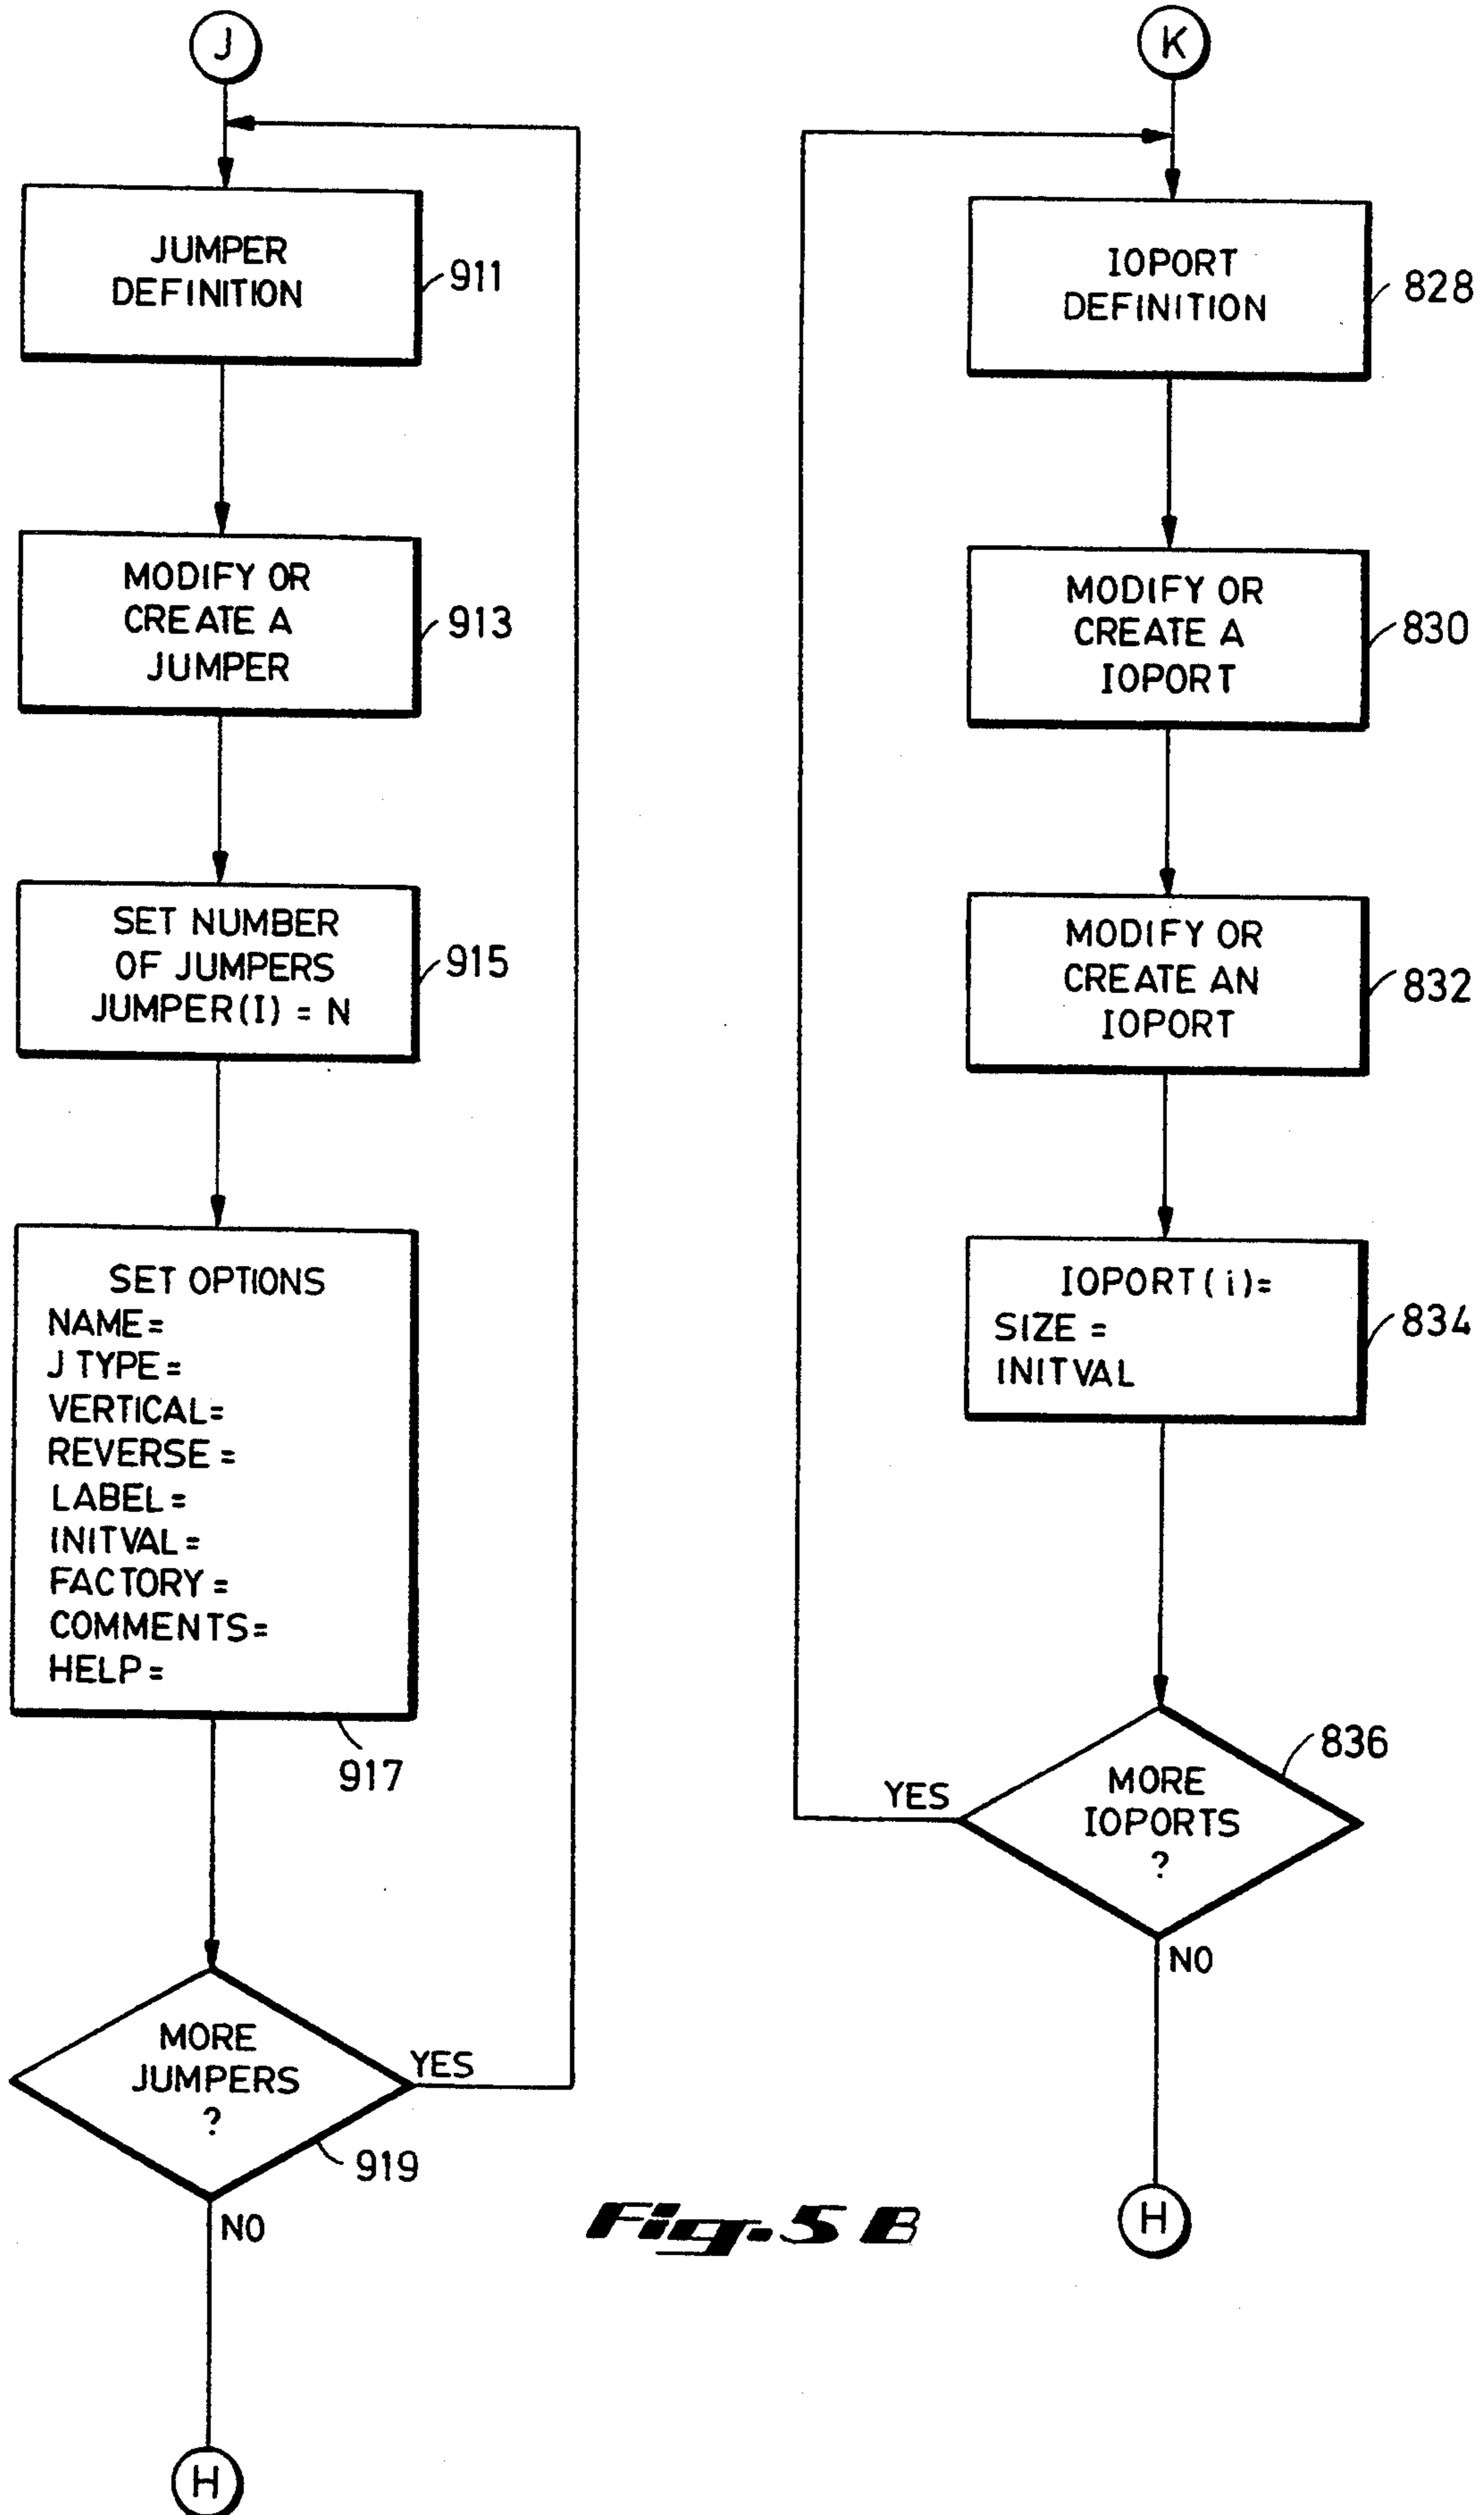 J
JUMPER
DEFINITION
911
MODIFY OR
CREATE A
JUMPER
913
SET NUMBER
OF JUMPERS
JUMPER(I) = N
915
SET OPTIONS
NAME=
J TYPE=
VERTICAL=
REVERSE=
LABEL=
INITVAL=
FACTORY=
COMMENTS=
HELP=
917
MORE
JUMPERS
?
YES
919
NO
H
K
IOPORT
DEFINITION
828
MODIFY OR
CREATE A
IOPORT
830
MODIFY OR
CREATE AN
IOPORT
832
IOPORT(i)=
SIZE =
INITVAL
834
MORE
IOPORTS
?
836
YES
NO
H
Fig. 5B